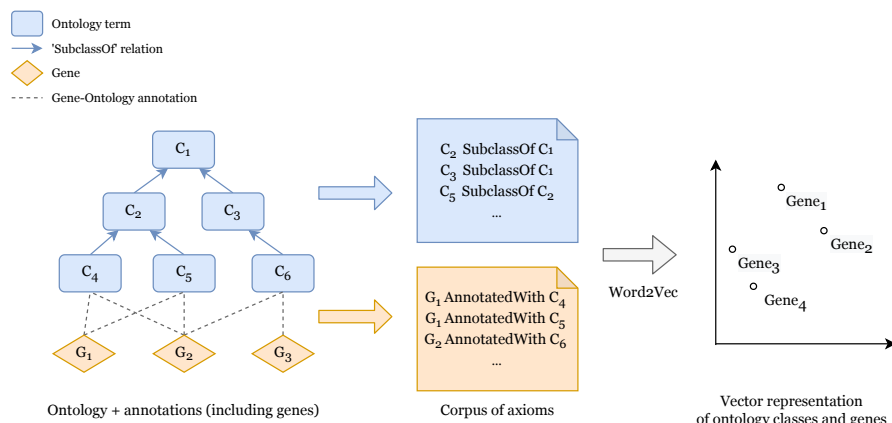 Ontology term
'SubclassOf' relation
Gene
Gene-Ontology annotation
C1
C2
C3
C4
C5
C6
G1
G2
G3
Ontology + annotations (including genes)
C2 SubclassOf C1
C3 SubclassOf C1
C5 SubclassOf C2
...
G1 AnnotatedWith C4
G1 AnnotatedWith C5
G2 AnnotatedWith C6
...
Corpus of axioms
Word2Vec
Gene1
Gene2
Gene3
Gene4
Vector representation
of ontology classes and genes